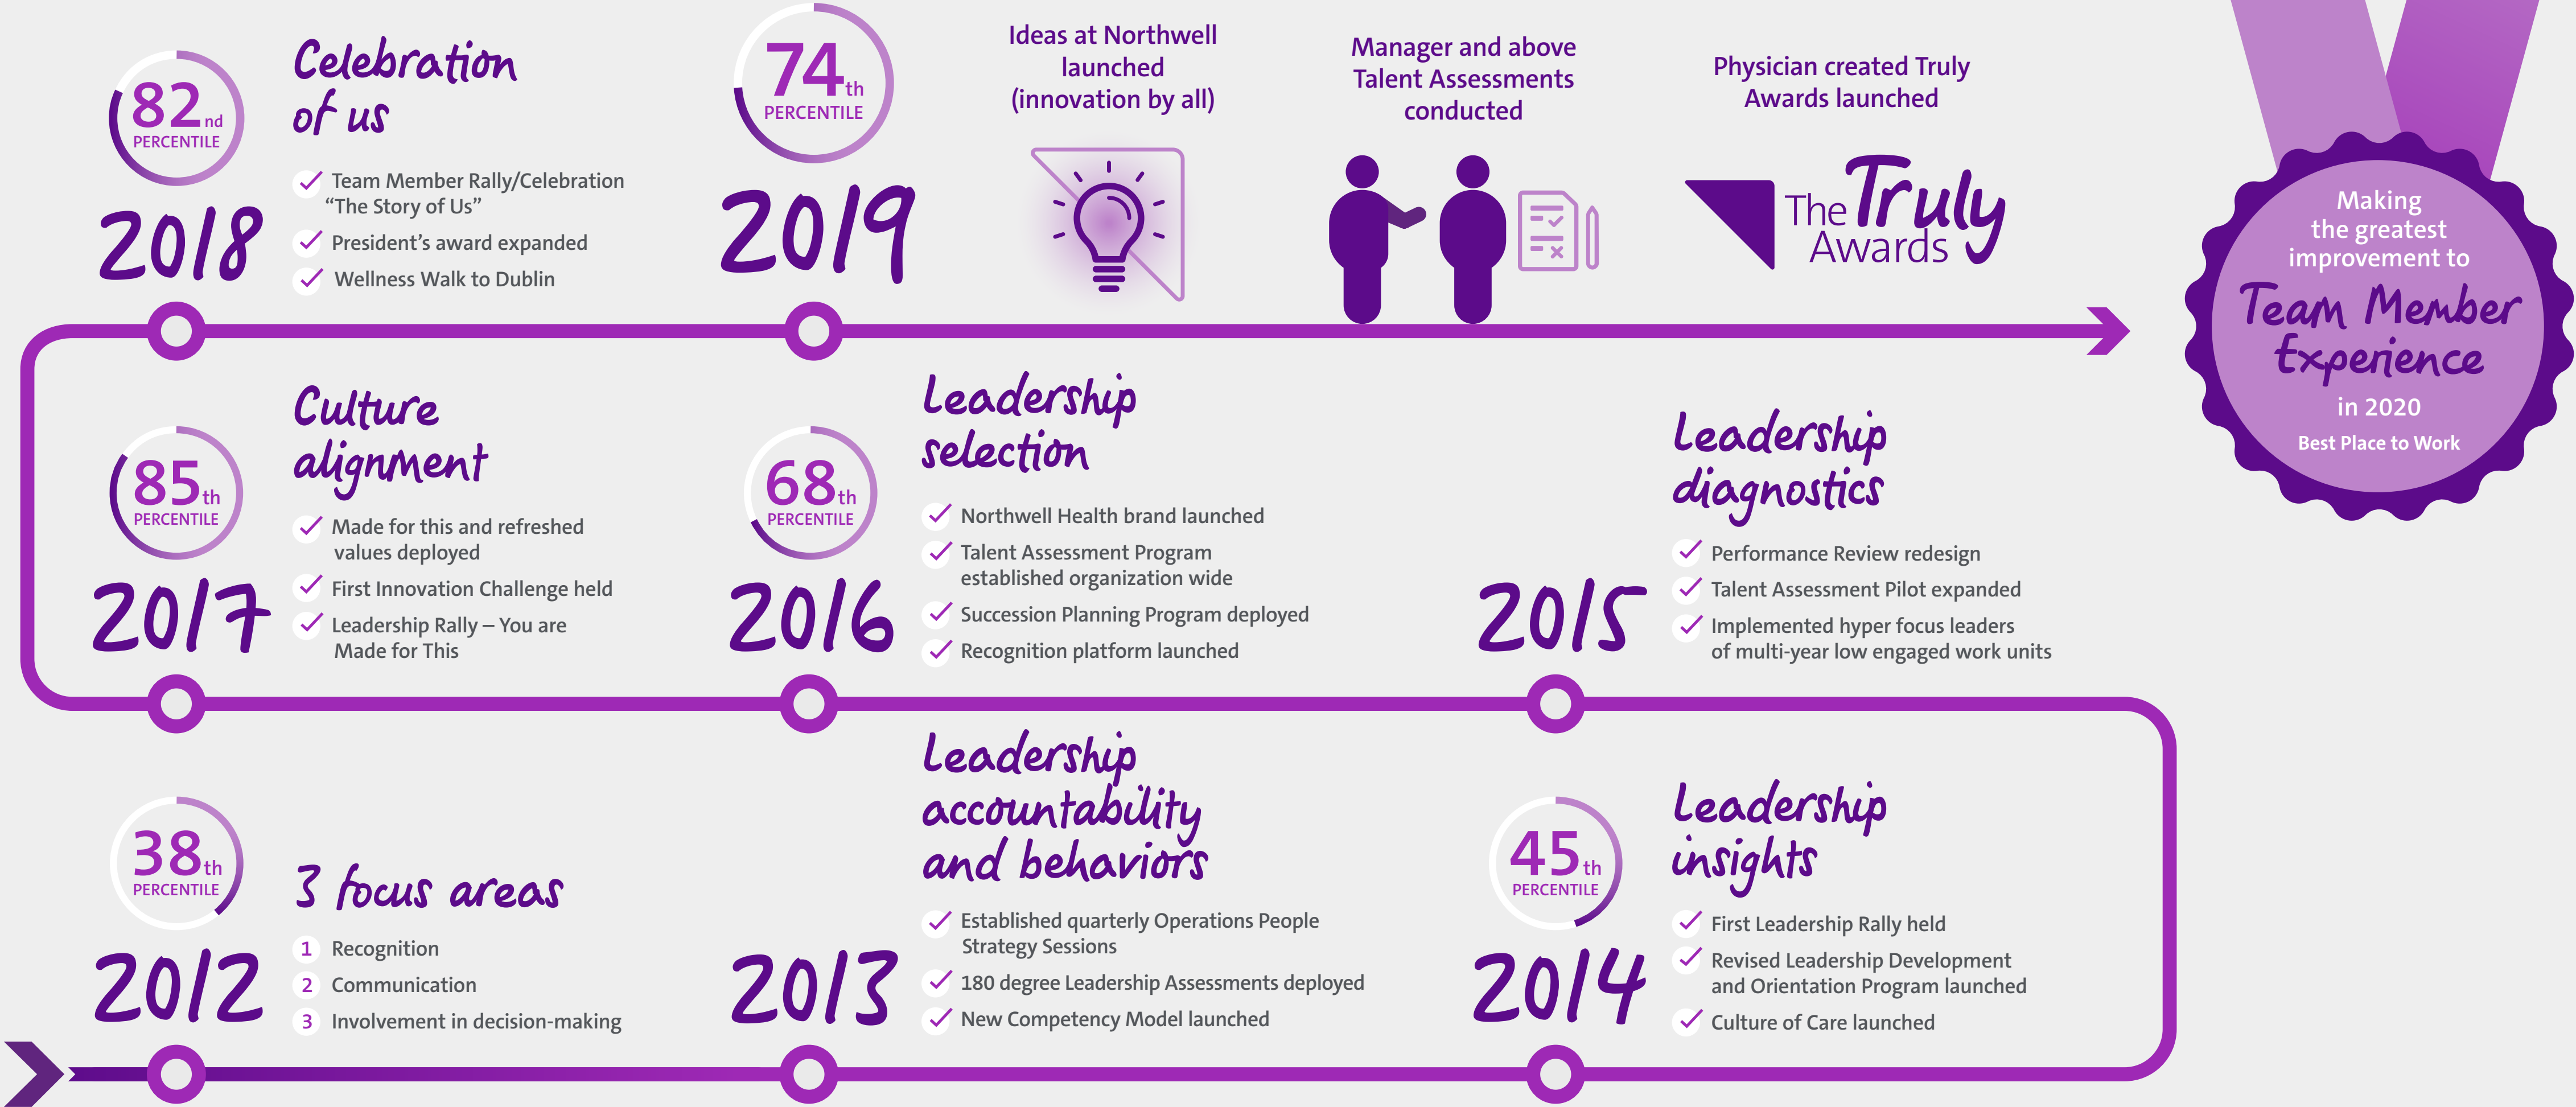 82nd
PERCENTILE
2018
Celebration
of us
Team Member Rally/Celebration
“The Story of Us”
President’s award expanded
Wellness Walk to Dublin
74th
PERCENTILE
2019
Ideas at Northwell
launched
(innovation by all)
Manager and above
Talent Assessments
conducted
Physician created Truly
Awards launched
The Truly
Awards
Making
the greatest
improvement to
Team Member
Experience
in 2020
Best Place to Work
85th
PERCENTILE
2017
Culture
alignment
Made for this and refreshed
values deployed
First Innovation Challenge held
Leadership Rally – You are
Made for This
68th
PERCENTILE
2016
Leadership
selection
Northwell Health brand launched
Talent Assessment Program
established organization wide
Succession Planning Program deployed
Recognition platform launched
2015
Leadership
diagnostics
Performance Review redesign
Talent Assessment Pilot expanded
Implemented hyper focus leaders
of multi-year low engaged work units
38th
PERCENTILE
2012
3 focus areas
1 Recognition
2 Communication
3 Involvement in decision-making
2013
Leadership
accountability
and behaviors
Established quarterly Operations People
Strategy Sessions
180 degree Leadership Assessments deployed
New Competency Model launched
45th
PERCENTILE
2014
Leadership
insights
First Leadership Rally held
Revised Leadership Development
and Orientation Program launched
Culture of Care launched